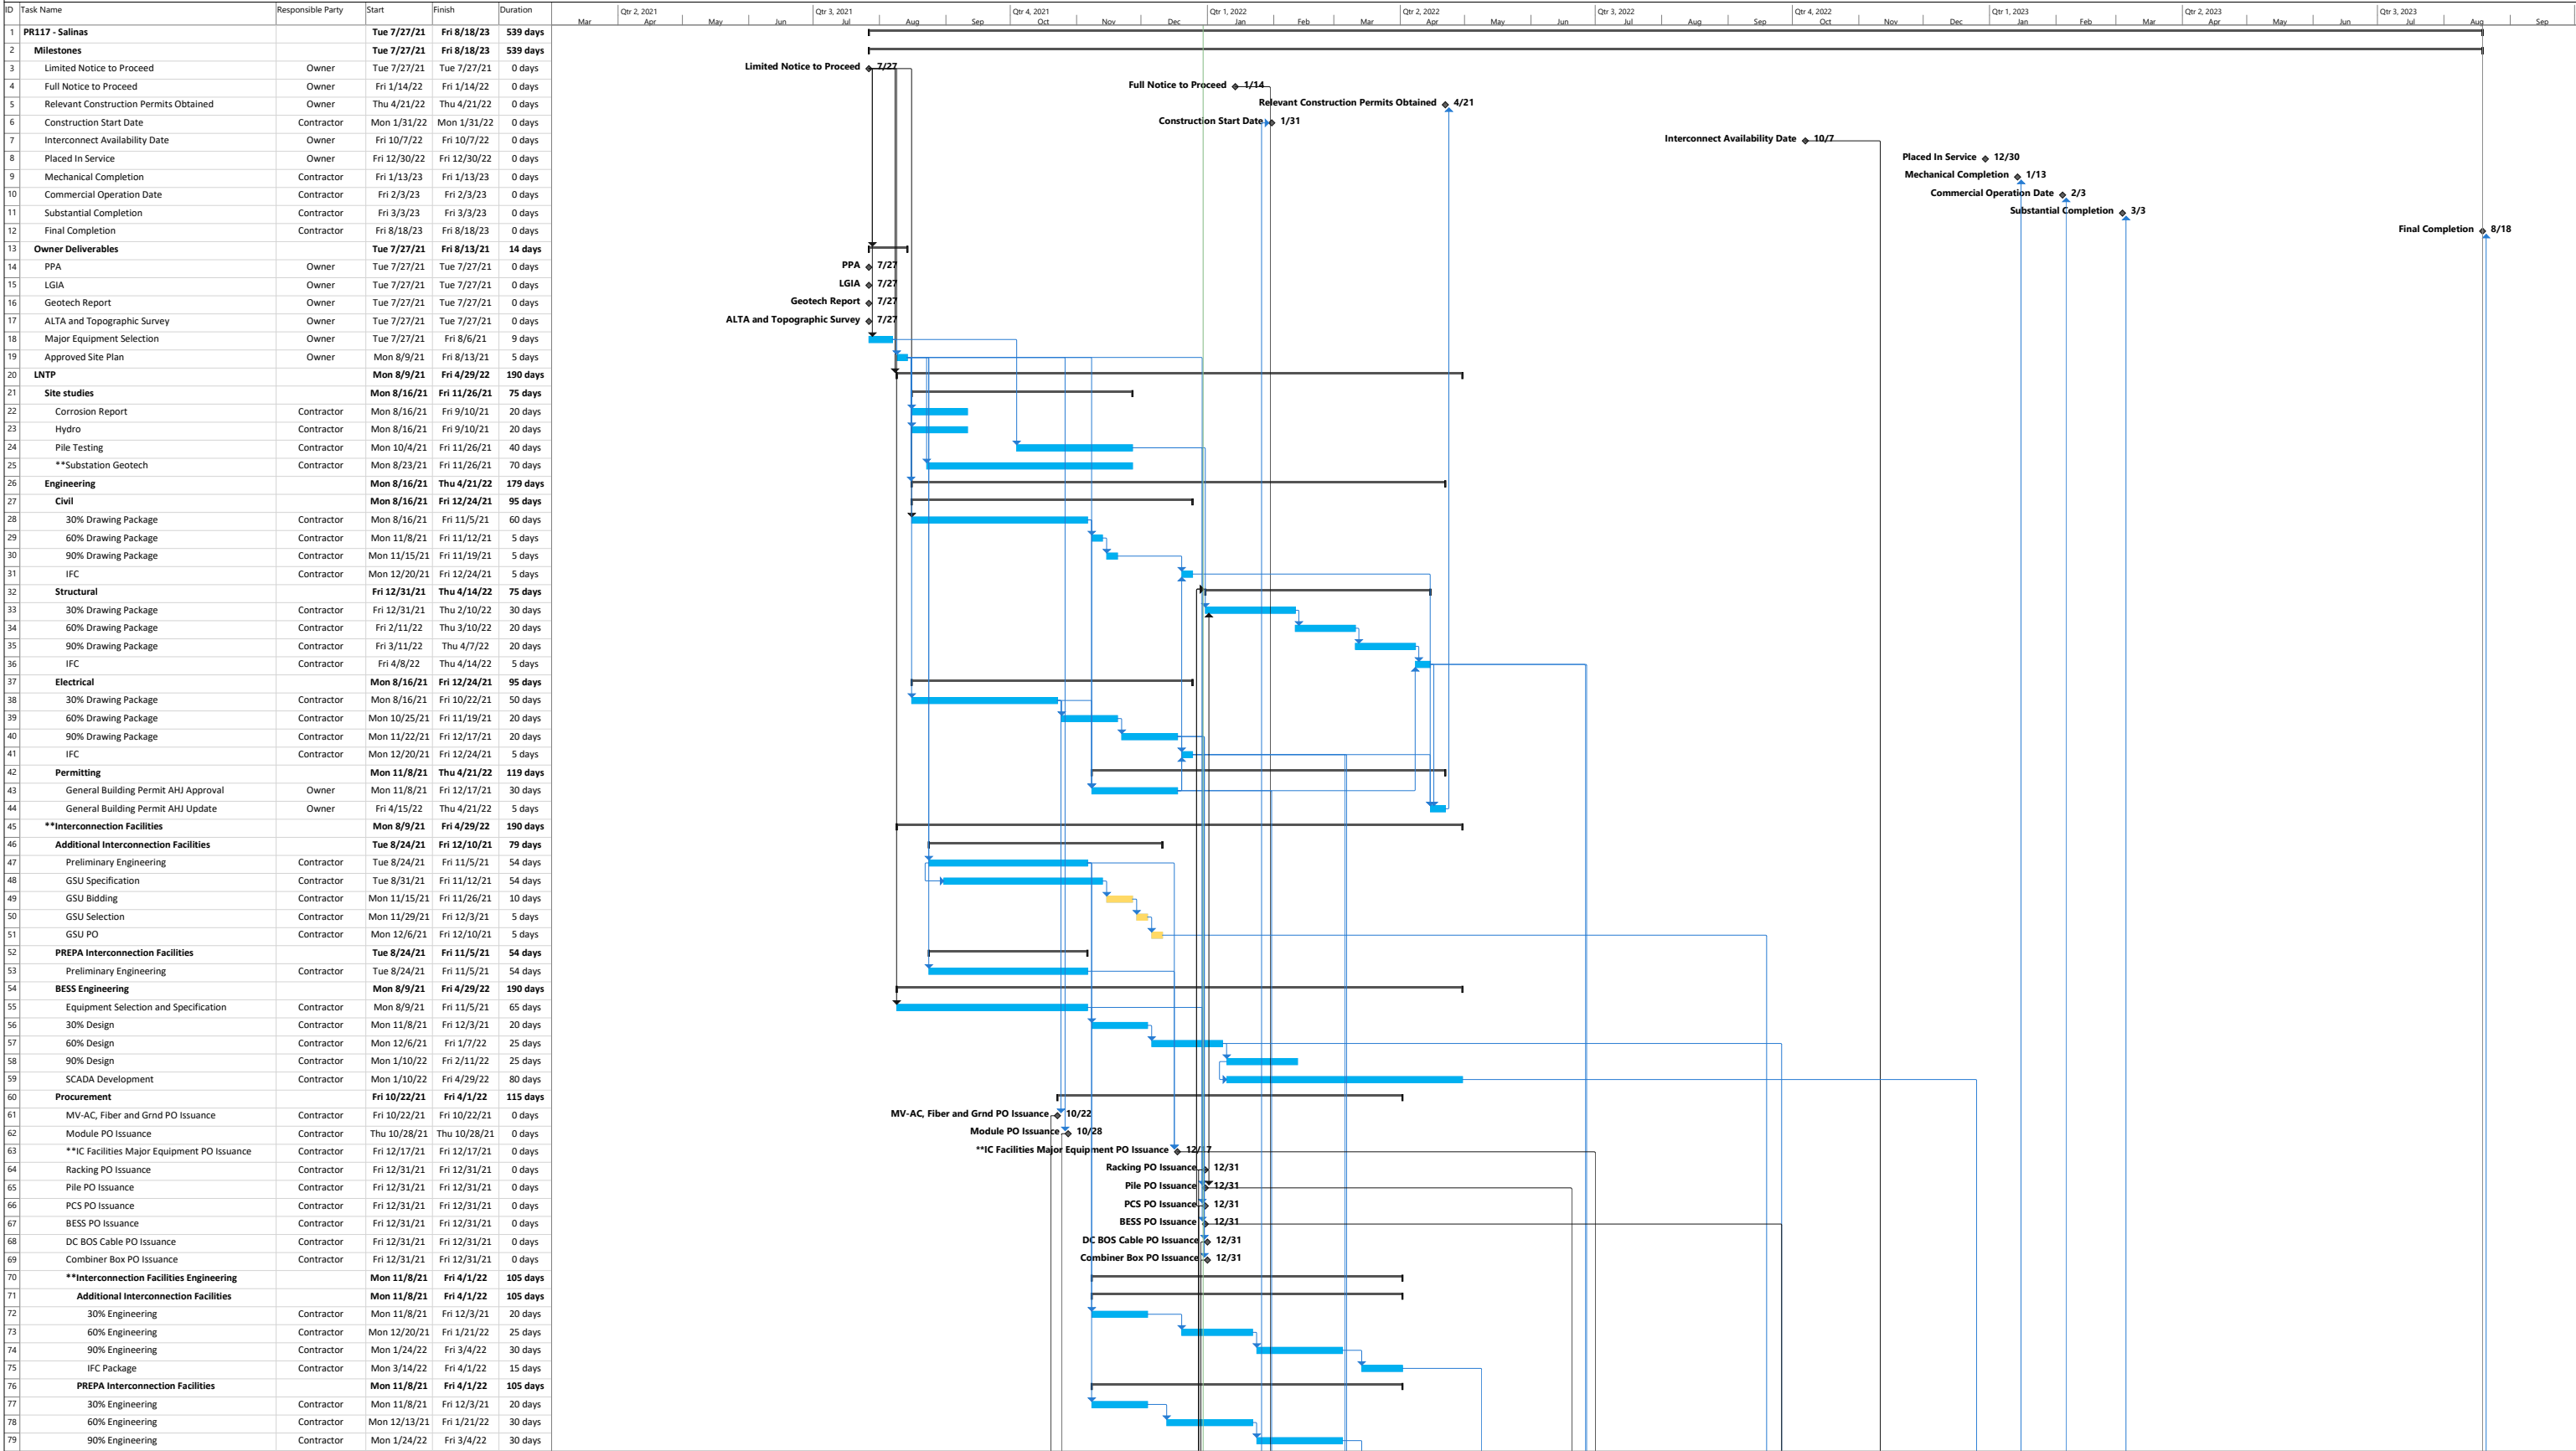 ID Task Name Responsible Party Start Finish Duration
Qtr 2, 2021 Qtr 3, 2021 Qtr 4, 2021 Qtr 1, 2022 Qtr 2, 2022 Qtr 3, 2022 Qtr 4, 2022 Qtr 1, 2023 Qtr 2, 2023 Qtr 3, 2023
Mar Apr May Jun Jul Aug Sep Oct Nov Dec Jan Feb Mar Apr May Jun Jul Aug Sep Oct Nov Dec Jan Feb Mar Apr May Jun Jul Aug Sep
1 PR117 - Salinas Tue 7/27/21 Fri 8/18/23 539 days
2 Milestones Tue 7/27/21 Fri 8/18/23 539 days
3 Limited Notice to Proceed Owner Tue 7/27/21 Tue 7/27/21 0 days Limited Notice to Proceed 7/27
4 Full Notice to Proceed Owner Fri 1/14/22 Fri 1/14/22 0 days Full Notice to Proceed 1/14
5 Relevant Construction Permits Obtained Owner Thu 4/21/22 Thu 4/21/22 0 days Relevant Construction Permits Obtained 4/21
6 Construction Start Date Contractor Mon 1/31/22 Mon 1/31/22 0 days Construction Start Date 1/31
7 Interconnect Availability Date Owner Fri 10/7/22 Fri 10/7/22 0 days Interconnect Availability Date 10/7
8 Placed In Service Owner Fri 12/30/22 Fri 12/30/22 0 days Placed In Service 12/30
9 Mechanical Completion Contractor Fri 1/13/23 Fri 1/13/23 0 days Mechanical Completion 1/13
10 Commercial Operation Date Contractor Fri 2/3/23 Fri 2/3/23 0 days Commercial Operation Date 2/3
11 Substantial Completion Contractor Fri 3/3/23 Fri 3/3/23 0 days Substantial Completion 3/3
12 Final Completion Contractor Fri 8/18/23 Fri 8/18/23 0 days Final Completion 8/18
13 Owner Deliverables Tue 7/27/21 Fri 8/13/21 14 days
14 PPA Owner Tue 7/27/21 Tue 7/27/21 0 days PPA 7/27
15 LGIA Owner Tue 7/27/21 Tue 7/27/21 0 days LGIA 7/27
16 Geotech Report Owner Tue 7/27/21 Tue 7/27/21 0 days Geotech Report 7/27
17 ALTA and Topographic Survey Owner Tue 7/27/21 Tue 7/27/21 0 days ALTA and Topographic Survey 7/27
18 Major Equipment Selection Owner Tue 7/27/21 Fri 8/6/21 9 days
19 Approved Site Plan Owner Mon 8/9/21 Fri 8/13/21 5 days
20 LNTP Mon 8/9/21 Fri 4/29/22 190 days
21 Site studies Mon 8/16/21 Fri 11/26/21 75 days
22 Corrosion Report Contractor Mon 8/16/21 Fri 9/10/21 20 days
23 Hydro Contractor Mon 8/16/21 Fri 9/10/21 20 days
24 Pile Testing Contractor Mon 10/4/21 Fri 11/26/21 40 days
25 **Substation Geotech Contractor Mon 8/23/21 Fri 11/26/21 70 days
26 Engineering Mon 8/16/21 Thu 4/21/22 179 days
27 Civil Mon 8/16/21 Fri 12/24/21 95 days
28 30% Drawing Package Contractor Mon 8/16/21 Fri 11/5/21 60 days
29 60% Drawing Package Contractor Mon 11/8/21 Fri 11/12/21 5 days
30 90% Drawing Package Contractor Mon 11/15/21 Fri 11/19/21 5 days
31 IFC Contractor Mon 12/20/21 Fri 12/24/21 5 days
32 Structural Fri 12/31/21 Thu 4/14/22 75 days
33 30% Drawing Package Contractor Fri 12/31/21 Thu 2/10/22 30 days
34 60% Drawing Package Contractor Fri 2/11/22 Thu 3/10/22 20 days
35 90% Drawing Package Contractor Fri 3/11/22 Thu 4/7/22 20 days
36 IFC Contractor Fri 4/8/22 Thu 4/14/22 5 days
37 Electrical Mon 8/16/21 Fri 12/24/21 95 days
38 30% Drawing Package Contractor Mon 8/16/21 Fri 10/22/21 50 days
39 60% Drawing Package Contractor Mon 10/25/21 Fri 11/19/21 20 days
40 90% Drawing Package Contractor Mon 11/22/21 Fri 12/17/21 20 days
41 IFC Contractor Mon 12/20/21 Fri 12/24/21 5 days
42 Permitting Mon 11/8/21 Thu 4/21/22 119 days
43 General Building Permit AHJ Approval Owner Mon 11/8/21 Fri 12/17/21 30 days
44 General Building Permit AHJ Update Owner Fri 4/15/22 Thu 4/21/22 5 days
45 **Interconnection Facilities Mon 8/9/21 Fri 4/29/22 190 days
46 Additional Interconnection Facilities Tue 8/24/21 Fri 12/10/21 79 days
47 Preliminary Engineering Contractor Tue 8/24/21 Fri 11/5/21 54 days
48 GSU Specification Contractor Tue 8/31/21 Fri 11/12/21 54 days
49 GSU Bidding Contractor Mon 11/15/21 Fri 11/26/21 10 days
50 GSU Selection Contractor Mon 11/29/21 Fri 12/3/21 5 days
51 GSU PO Contractor Mon 12/6/21 Fri 12/10/21 5 days
52 PREPA Interconnection Facilities Tue 8/24/21 Fri 11/5/21 54 days
53 Preliminary Engineering Contractor Tue 8/24/21 Fri 11/5/21 54 days
54 BESS Engineering Mon 8/9/21 Fri 4/29/22 190 days
55 Equipment Selection and Specification Contractor Mon 8/9/21 Fri 11/5/21 65 days
56 30% Design Contractor Mon 11/8/21 Fri 12/3/21 20 days
57 60% Design Contractor Mon 12/6/21 Fri 1/7/22 25 days
58 90% Design Contractor Mon 1/10/22 Fri 2/11/22 25 days
59 SCADA Development Contractor Mon 1/10/22 Fri 4/29/22 80 days
60 Procurement Fri 10/22/21 Fri 4/1/22 115 days
61 MV-AC, Fiber and Grnd PO Issuance Contractor Fri 10/22/21 Fri 10/22/21 0 days MV-AC, Fiber and Grnd PO Issuance 10/22
62 Module PO Issuance Contractor Thu 10/28/21 Thu 10/28/21 0 days Module PO Issuance 10/28
63 **IC Facilities Major Equipment PO Issuance Contractor Fri 12/17/21 Fri 12/17/21 0 days **IC Facilities Major Equipment PO Issuance 12/17
64 Racking PO Issuance Contractor Fri 12/31/21 Fri 12/31/21 0 days Racking PO Issuance 12/31
65 Pile PO Issuance Contractor Fri 12/31/21 Fri 12/31/21 0 days Pile PO Issuance 12/31
66 PCS PO Issuance Contractor Fri 12/31/21 Fri 12/31/21 0 days PCS PO Issuance 12/31
67 BESS PO Issuance Contractor Fri 12/31/21 Fri 12/31/21 0 days BESS PO Issuance 12/31
68 DC BOS Cable PO Issuance Contractor Fri 12/31/21 Fri 12/31/21 0 days DC BOS Cable PO Issuance 12/31
69 Combiner Box PO Issuance Contractor Fri 12/31/21 Fri 12/31/21 0 days Combiner Box PO Issuance 12/31
70 **Interconnection Facilities Engineering Mon 11/8/21 Fri 4/1/22 105 days
71 Additional Interconnection Facilities Mon 11/8/21 Fri 4/1/22 105 days
72 30% Engineering Contractor Mon 11/8/21 Fri 12/3/21 20 days
73 60% Engineering Contractor Mon 12/20/21 Fri 1/21/22 25 days
74 90% Engineering Contractor Mon 1/24/22 Fri 3/4/22 30 days
75 IFC Package Contractor Mon 3/14/22 Fri 4/1/22 15 days
76 PREPA Interconnection Facilities Mon 11/8/21 Fri 4/1/22 105 days
77 30% Engineering Contractor Mon 11/8/21 Fri 12/3/21 20 days
78 60% Engineering Contractor Mon 12/13/21 Fri 1/21/22 30 days
79 90% Engineering Contractor Mon 1/24/22 Fri 3/4/22 30 days